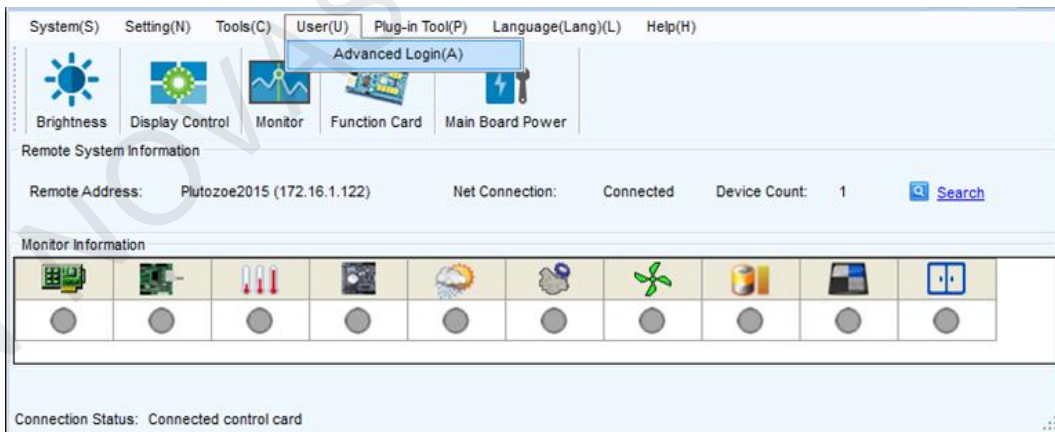 System(S) Setting(N) Tools(C) User(U) Plug-in Tool(P) Language(Lang)(L) Help(H)
Advanced Login(A)
Brightness Display Control Monitor Function Card Main Board Power
Remote System Information
Remote Address: Plutozoe2015 (172.16.1.122) Net Connection: Connected Device Count: 1 Search
Monitor Information
Connection Status: Connected control card